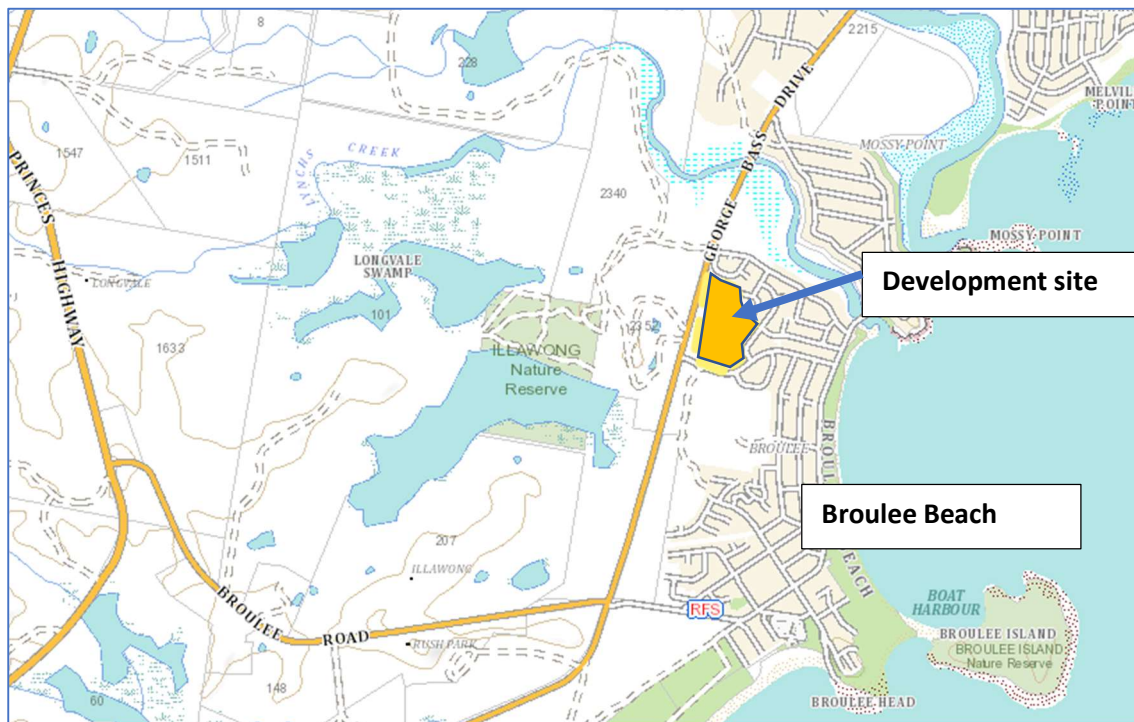 8
2215
228
MELVIL
POINT
DRIVE
1547
1511
LYNCHS
CREEK
MOSSY POINT
BASS
PRINCES
HIGHWAY
2340
GEORGE
MOSSY POINT
LONGVALE
SWAMP
LONGVALE
Development site
101
2352
1633
ILLAWONG
Nature
Reserve
BROULEE
BEACH
BROULEE
Broulee Beach
207
ILLAWONG
BOAT
HARBOUR
RFS
BROULEE
ROAD
BROULEE ISLAND
BROULEE ISLAND
Nature Reserve
RUSH PARK
148
60
BROULEE HEAD